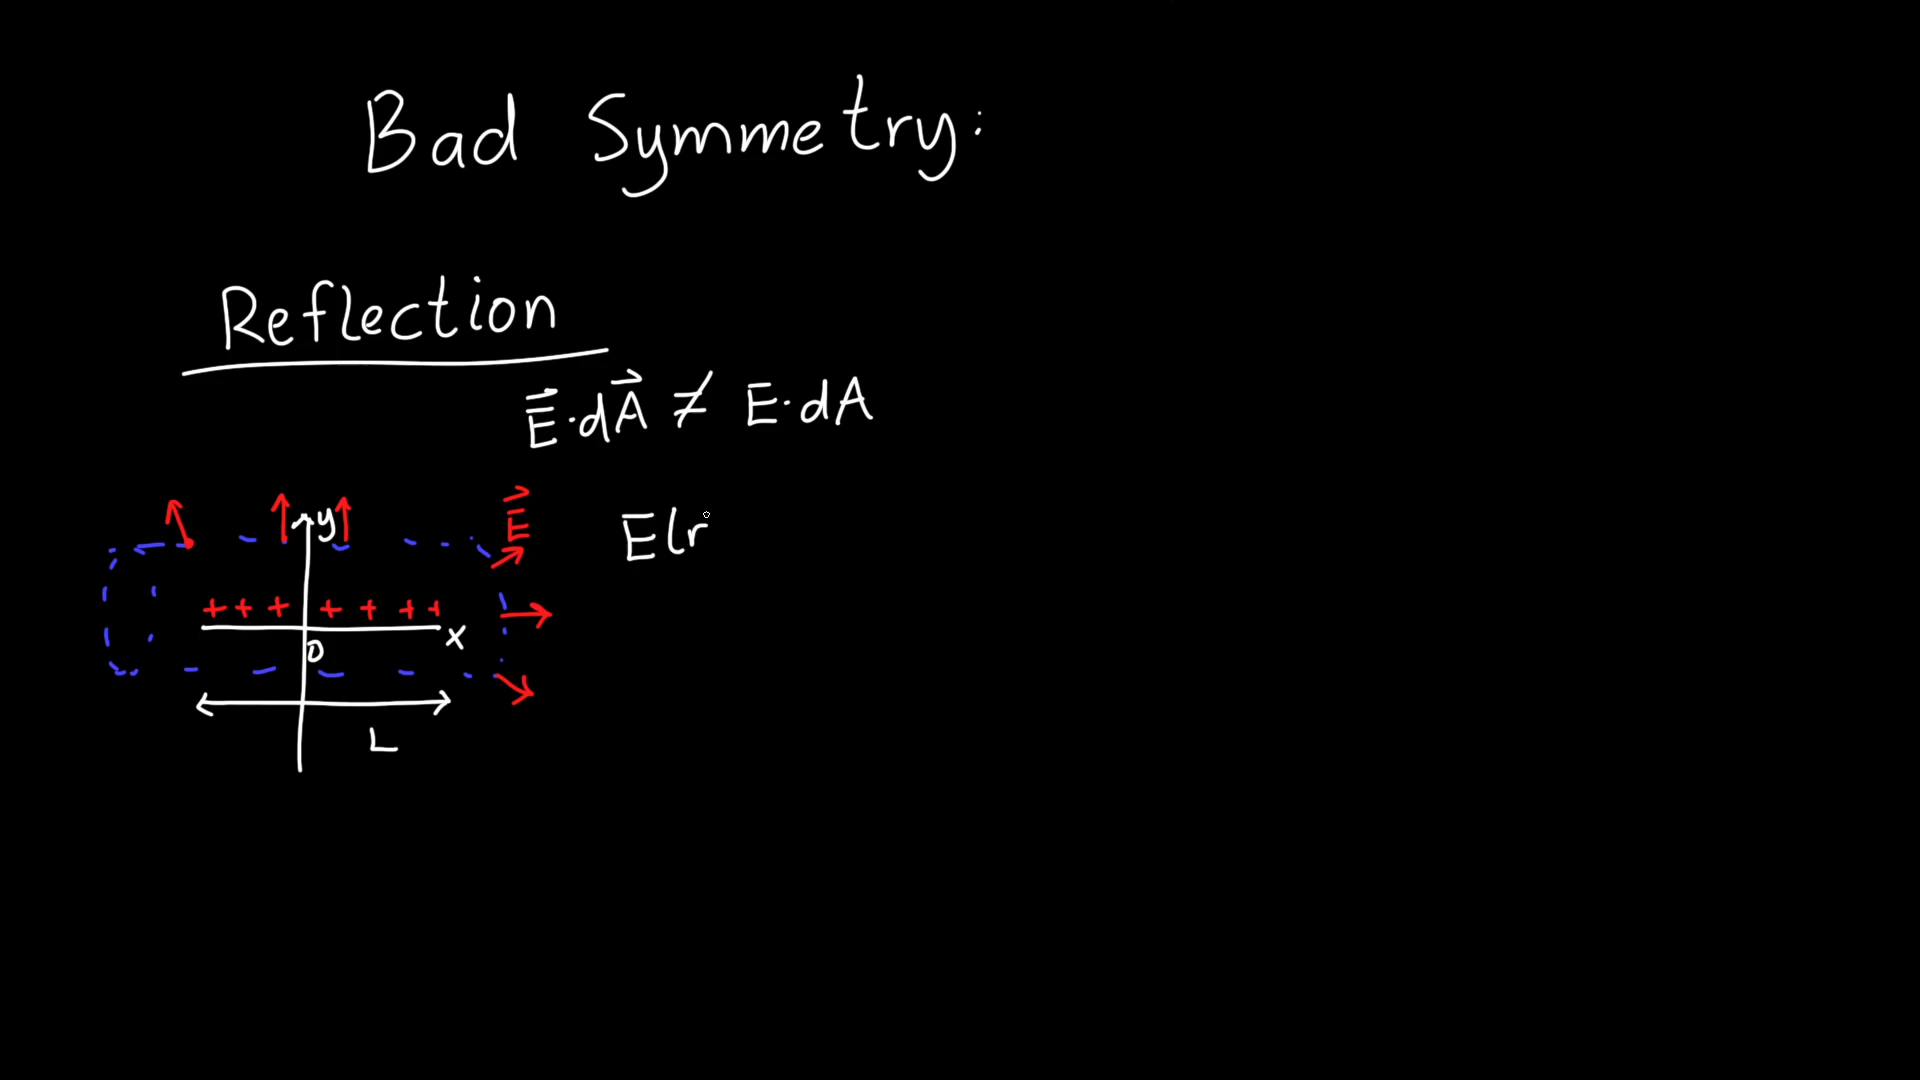 Bad Symmetry:
Reflection
E⃗·dA⃗ ≠ E·dA
y
E⃗
E(r
+ + + + + + +
x
0
L